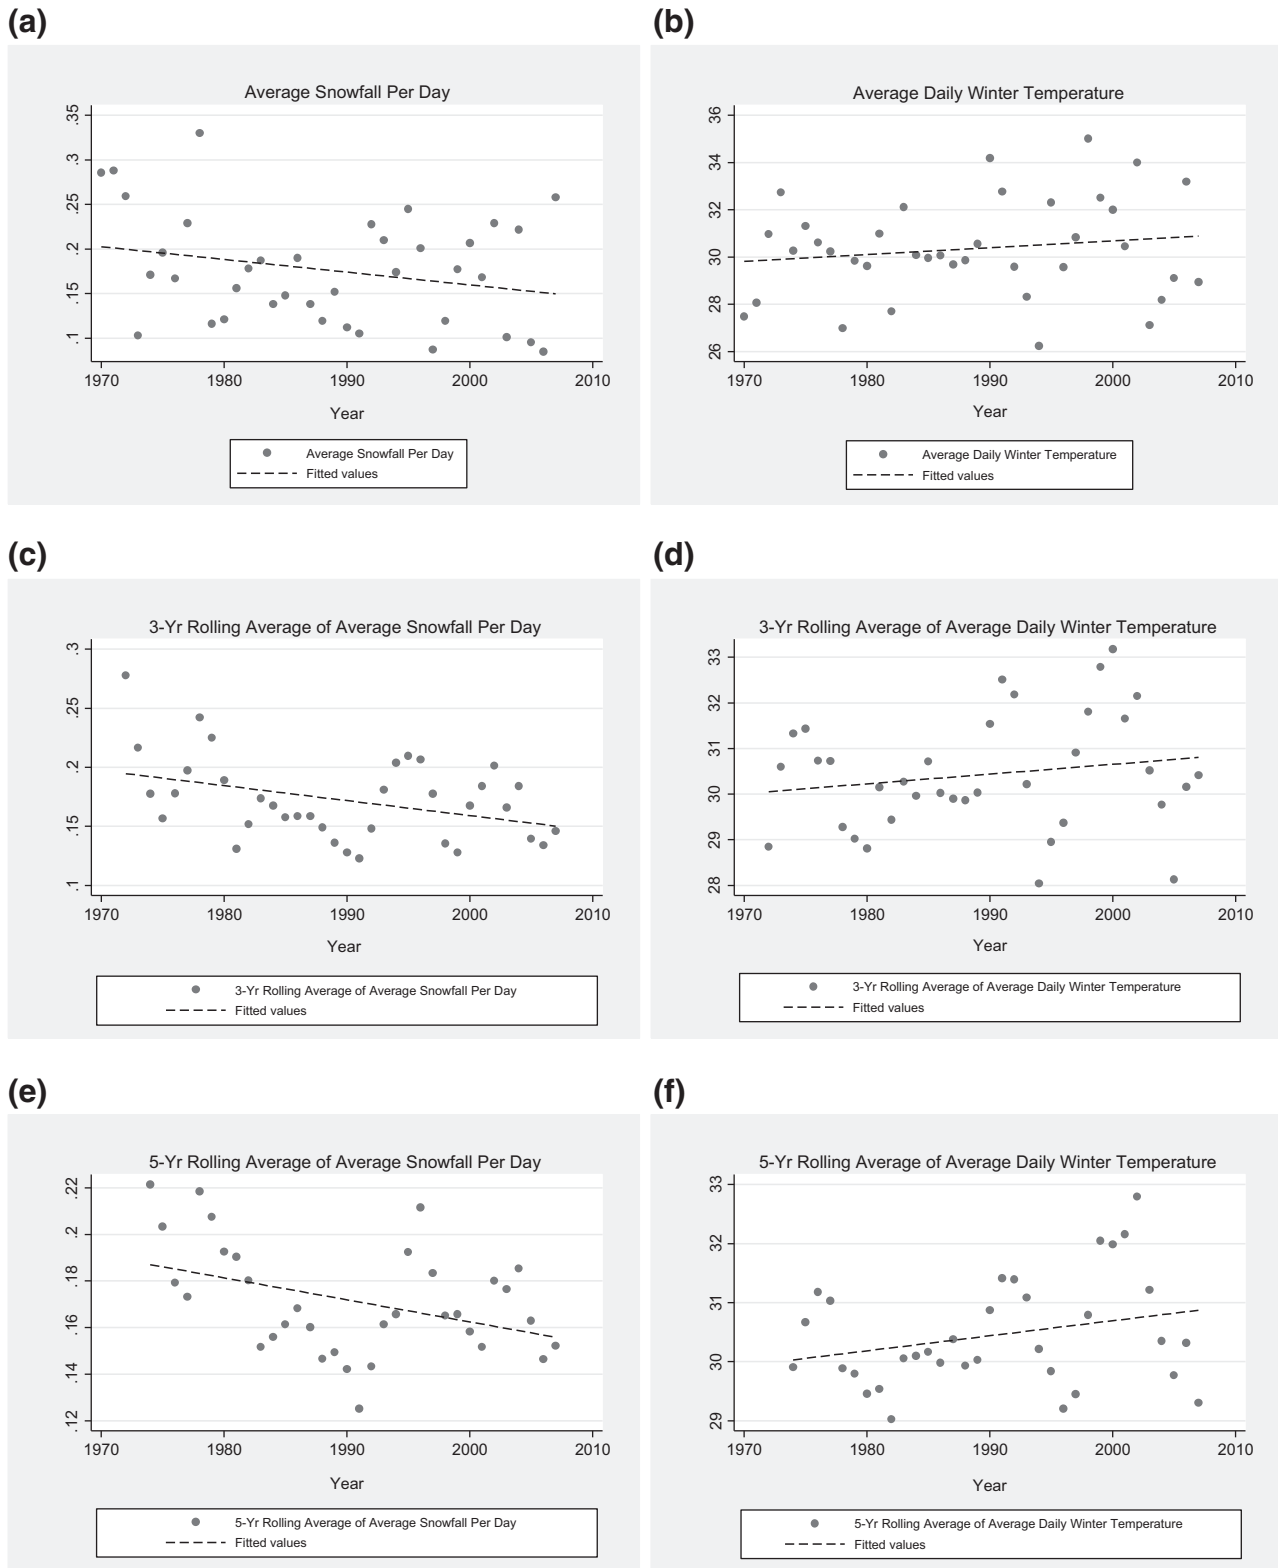 (a)
Average Snowfall Per Day
.35
.3
.25
.2
.15
.1
1970 1980 1990 2000 2010
Year
Average Snowfall Per Day
Fitted values
(b)
Average Daily Winter Temperature
36
34
32
30
28
26
1970 1980 1990 2000 2010
Year
Average Daily Winter Temperature
Fitted values
(c)
3-Yr Rolling Average of Average Snowfall Per Day
.3
.25
.2
.15
.1
1970 1980 1990 2000 2010
Year
3-Yr Rolling Average of Average Snowfall Per Day
Fitted values
(d)
3-Yr Rolling Average of Average Daily Winter Temperature
33
32
31
30
29
28
1970 1980 1990 2000 2010
Year
3-Yr Rolling Average of Average Daily Winter Temperature
Fitted values
(e)
5-Yr Rolling Average of Average Snowfall Per Day
.22
.2
.18
.16
.14
.12
1970 1980 1990 2000 2010
Year
5-Yr Rolling Average of Average Snowfall Per Day
Fitted values
(f)
5-Yr Rolling Average of Average Daily Winter Temperature
33
32
31
30
29
1970 1980 1990 2000 2010
Year
5-Yr Rolling Average of Average Daily Winter Temperature
Fitted values